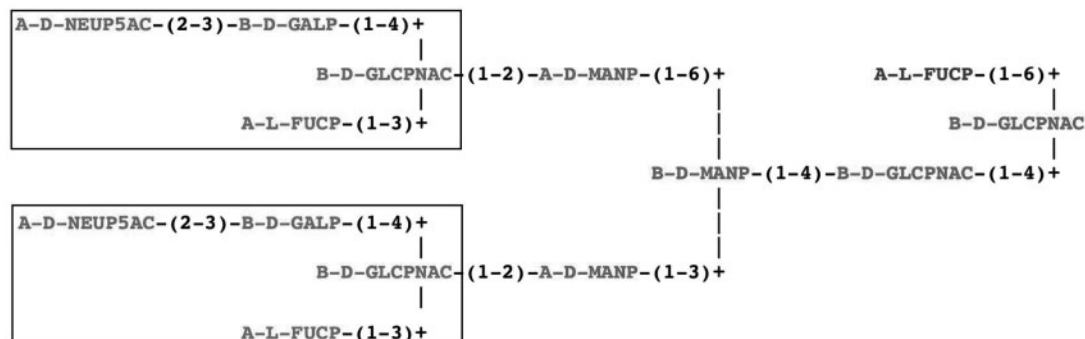 A-D-NEUP5AC-(2-3)-B-D-GALP-(1-4)+
|
B-D-GLCPNAC-(1-2)-A-D-MANP-(1-6)+ A-L-FUCP-(1-6)+
| | |
A-L-FUCP-(1-3)+ | B-D-GLCPNAC
| |
B-D-MANP-(1-4)-B-D-GLCPNAC-(1-4)+
|
A-D-NEUP5AC-(2-3)-B-D-GALP-(1-4)+ |
| |
B-D-GLCPNAC-(1-2)-A-D-MANP-(1-3)+
|
A-L-FUCP-(1-3)+